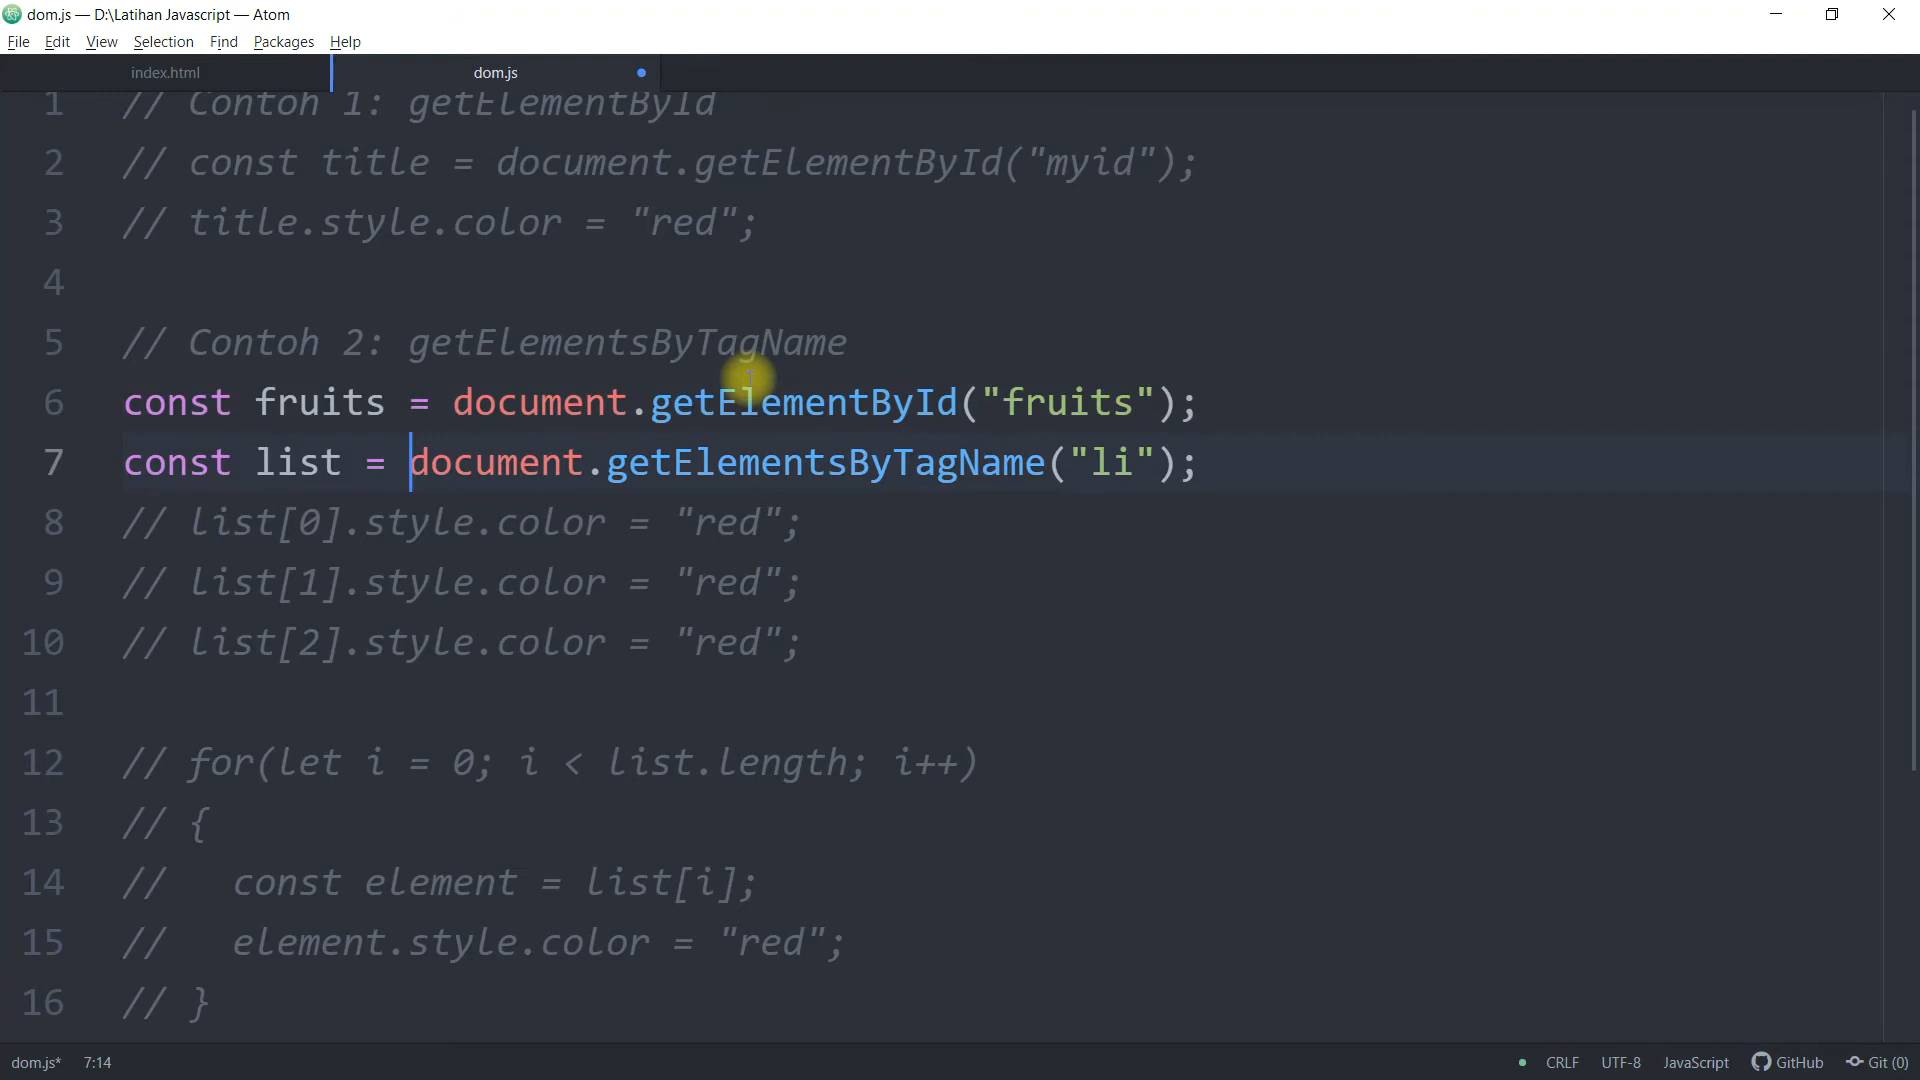 dom.js — D:\Latihan Javascript — Atom
File Edit View Selection Find Packages Help
index.html dom.js
1 // Contoh 1: getElementById
2 // const title = document.getElementById("myid");
3 // title.style.color = "red";
4
5 // Contoh 2: getElementsByTagName
6 const fruits = document.getElementById("fruits");
7 const list = document.getElementsByTagName("li");
8 // list[0].style.color = "red";
9 // list[1].style.color = "red";
10 // list[2].style.color = "red";
11
12 // for(let i = 0; i < list.length; i++)
13 // {
14 //   const element = list[i];
15 //   element.style.color = "red";
16 // }
dom.js* 7:14 CRLF UTF-8 JavaScript GitHub Git (0)